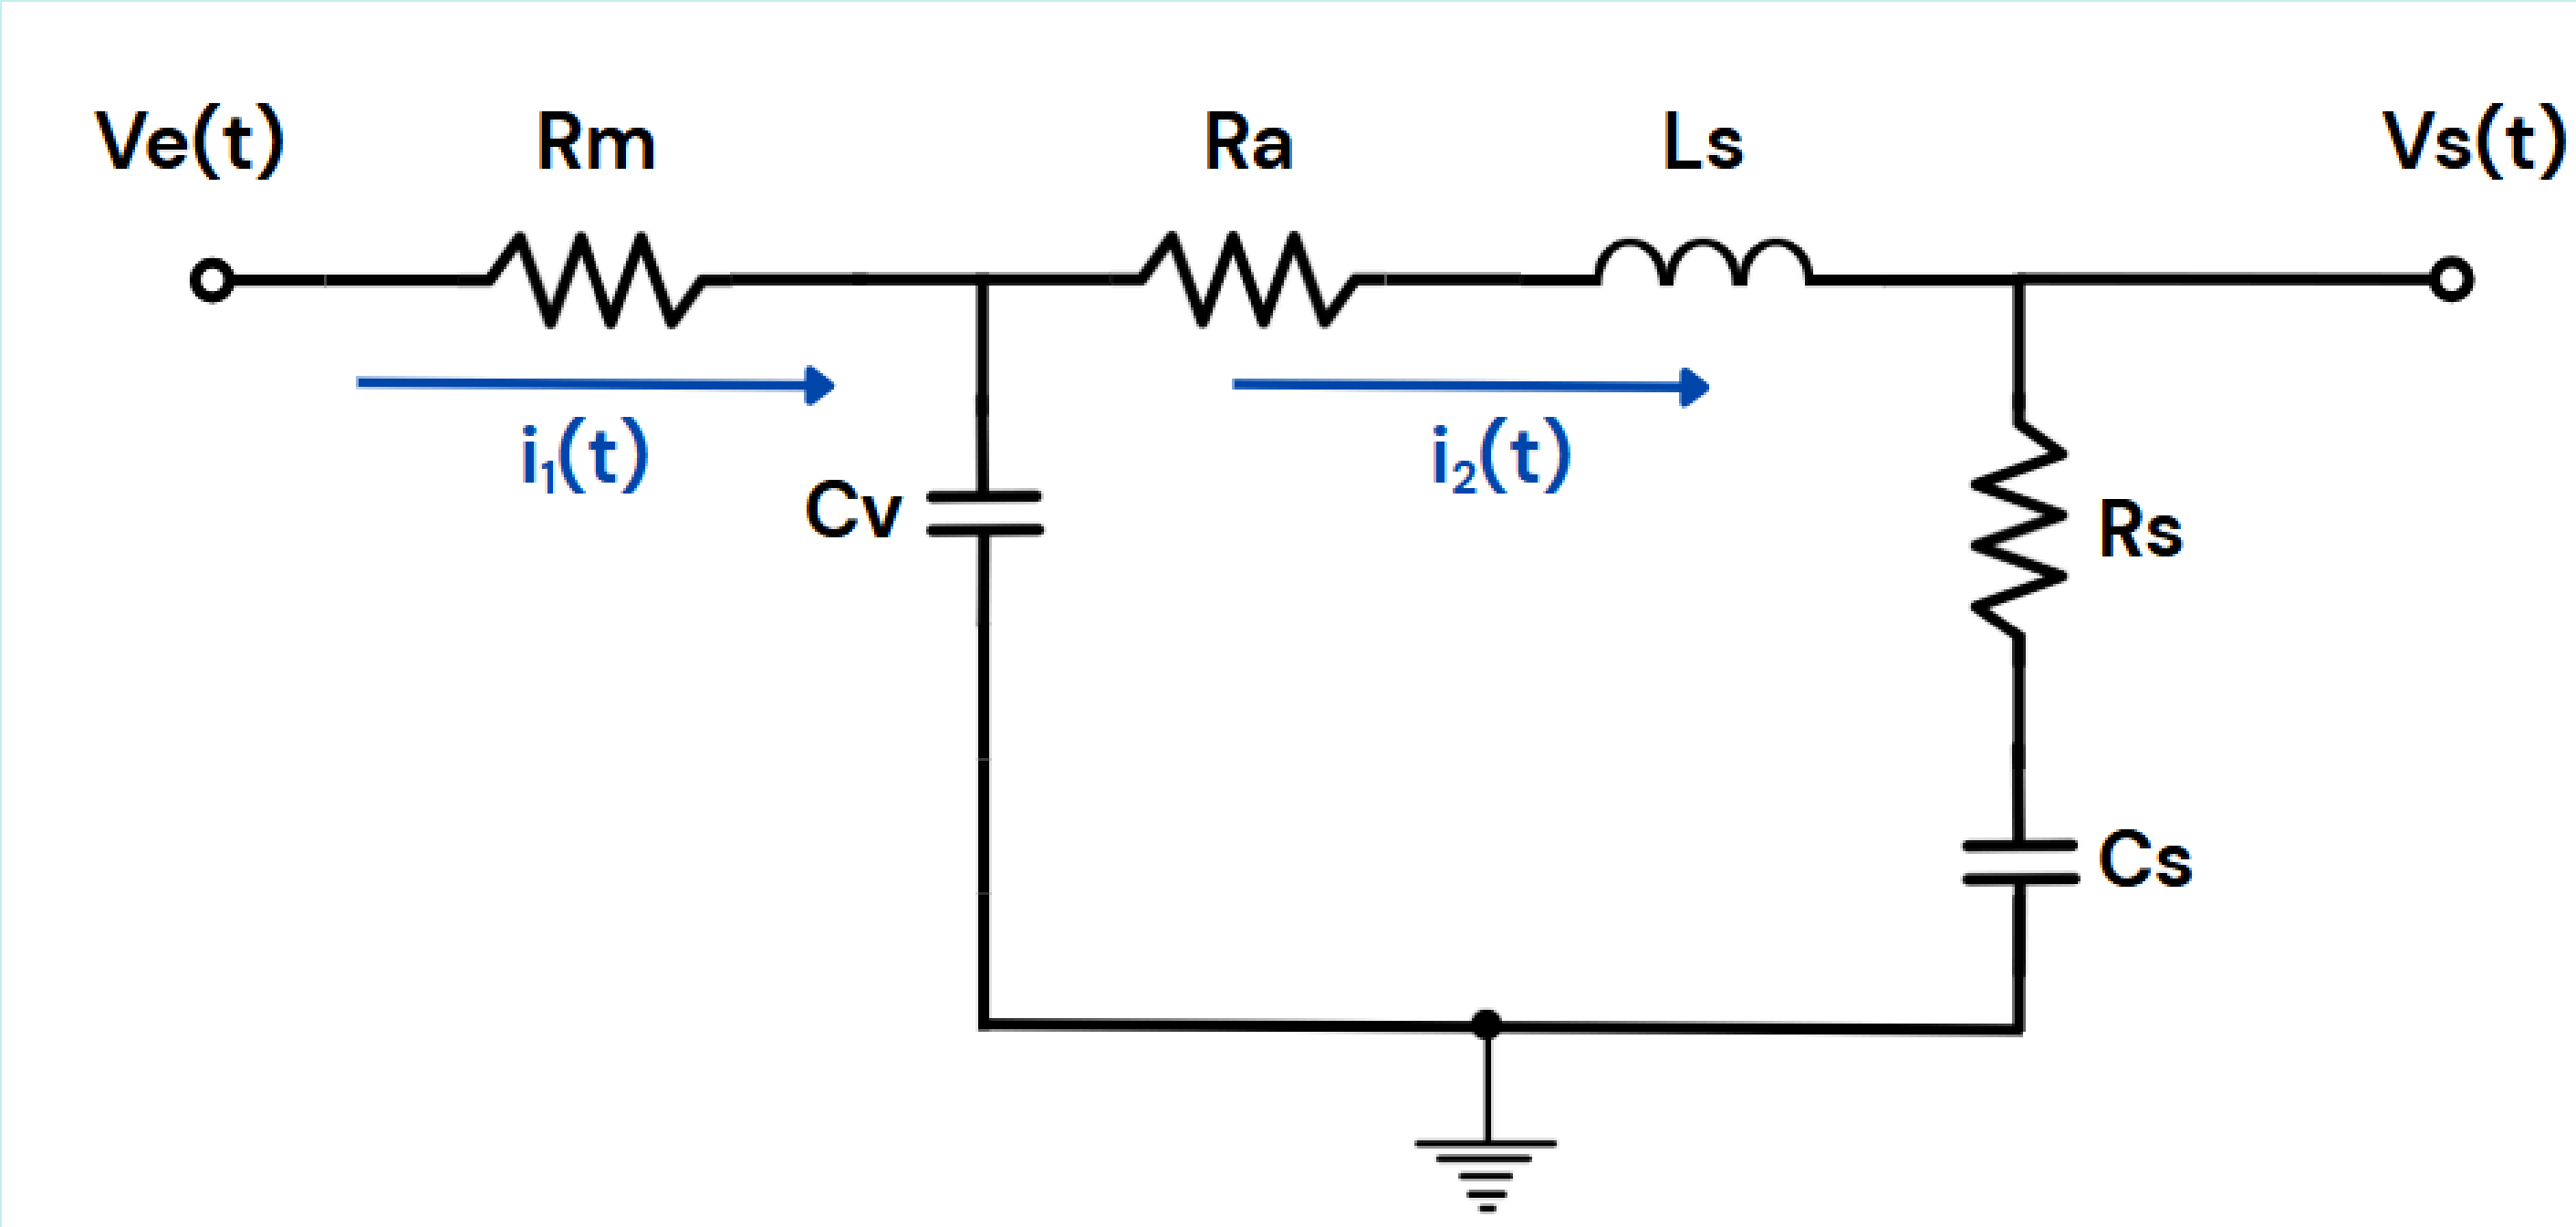 Ve(t)
Rm
Ra
Ls
Vs(t)
i₁(t)
i₂(t)
Cv
Rs
Cs